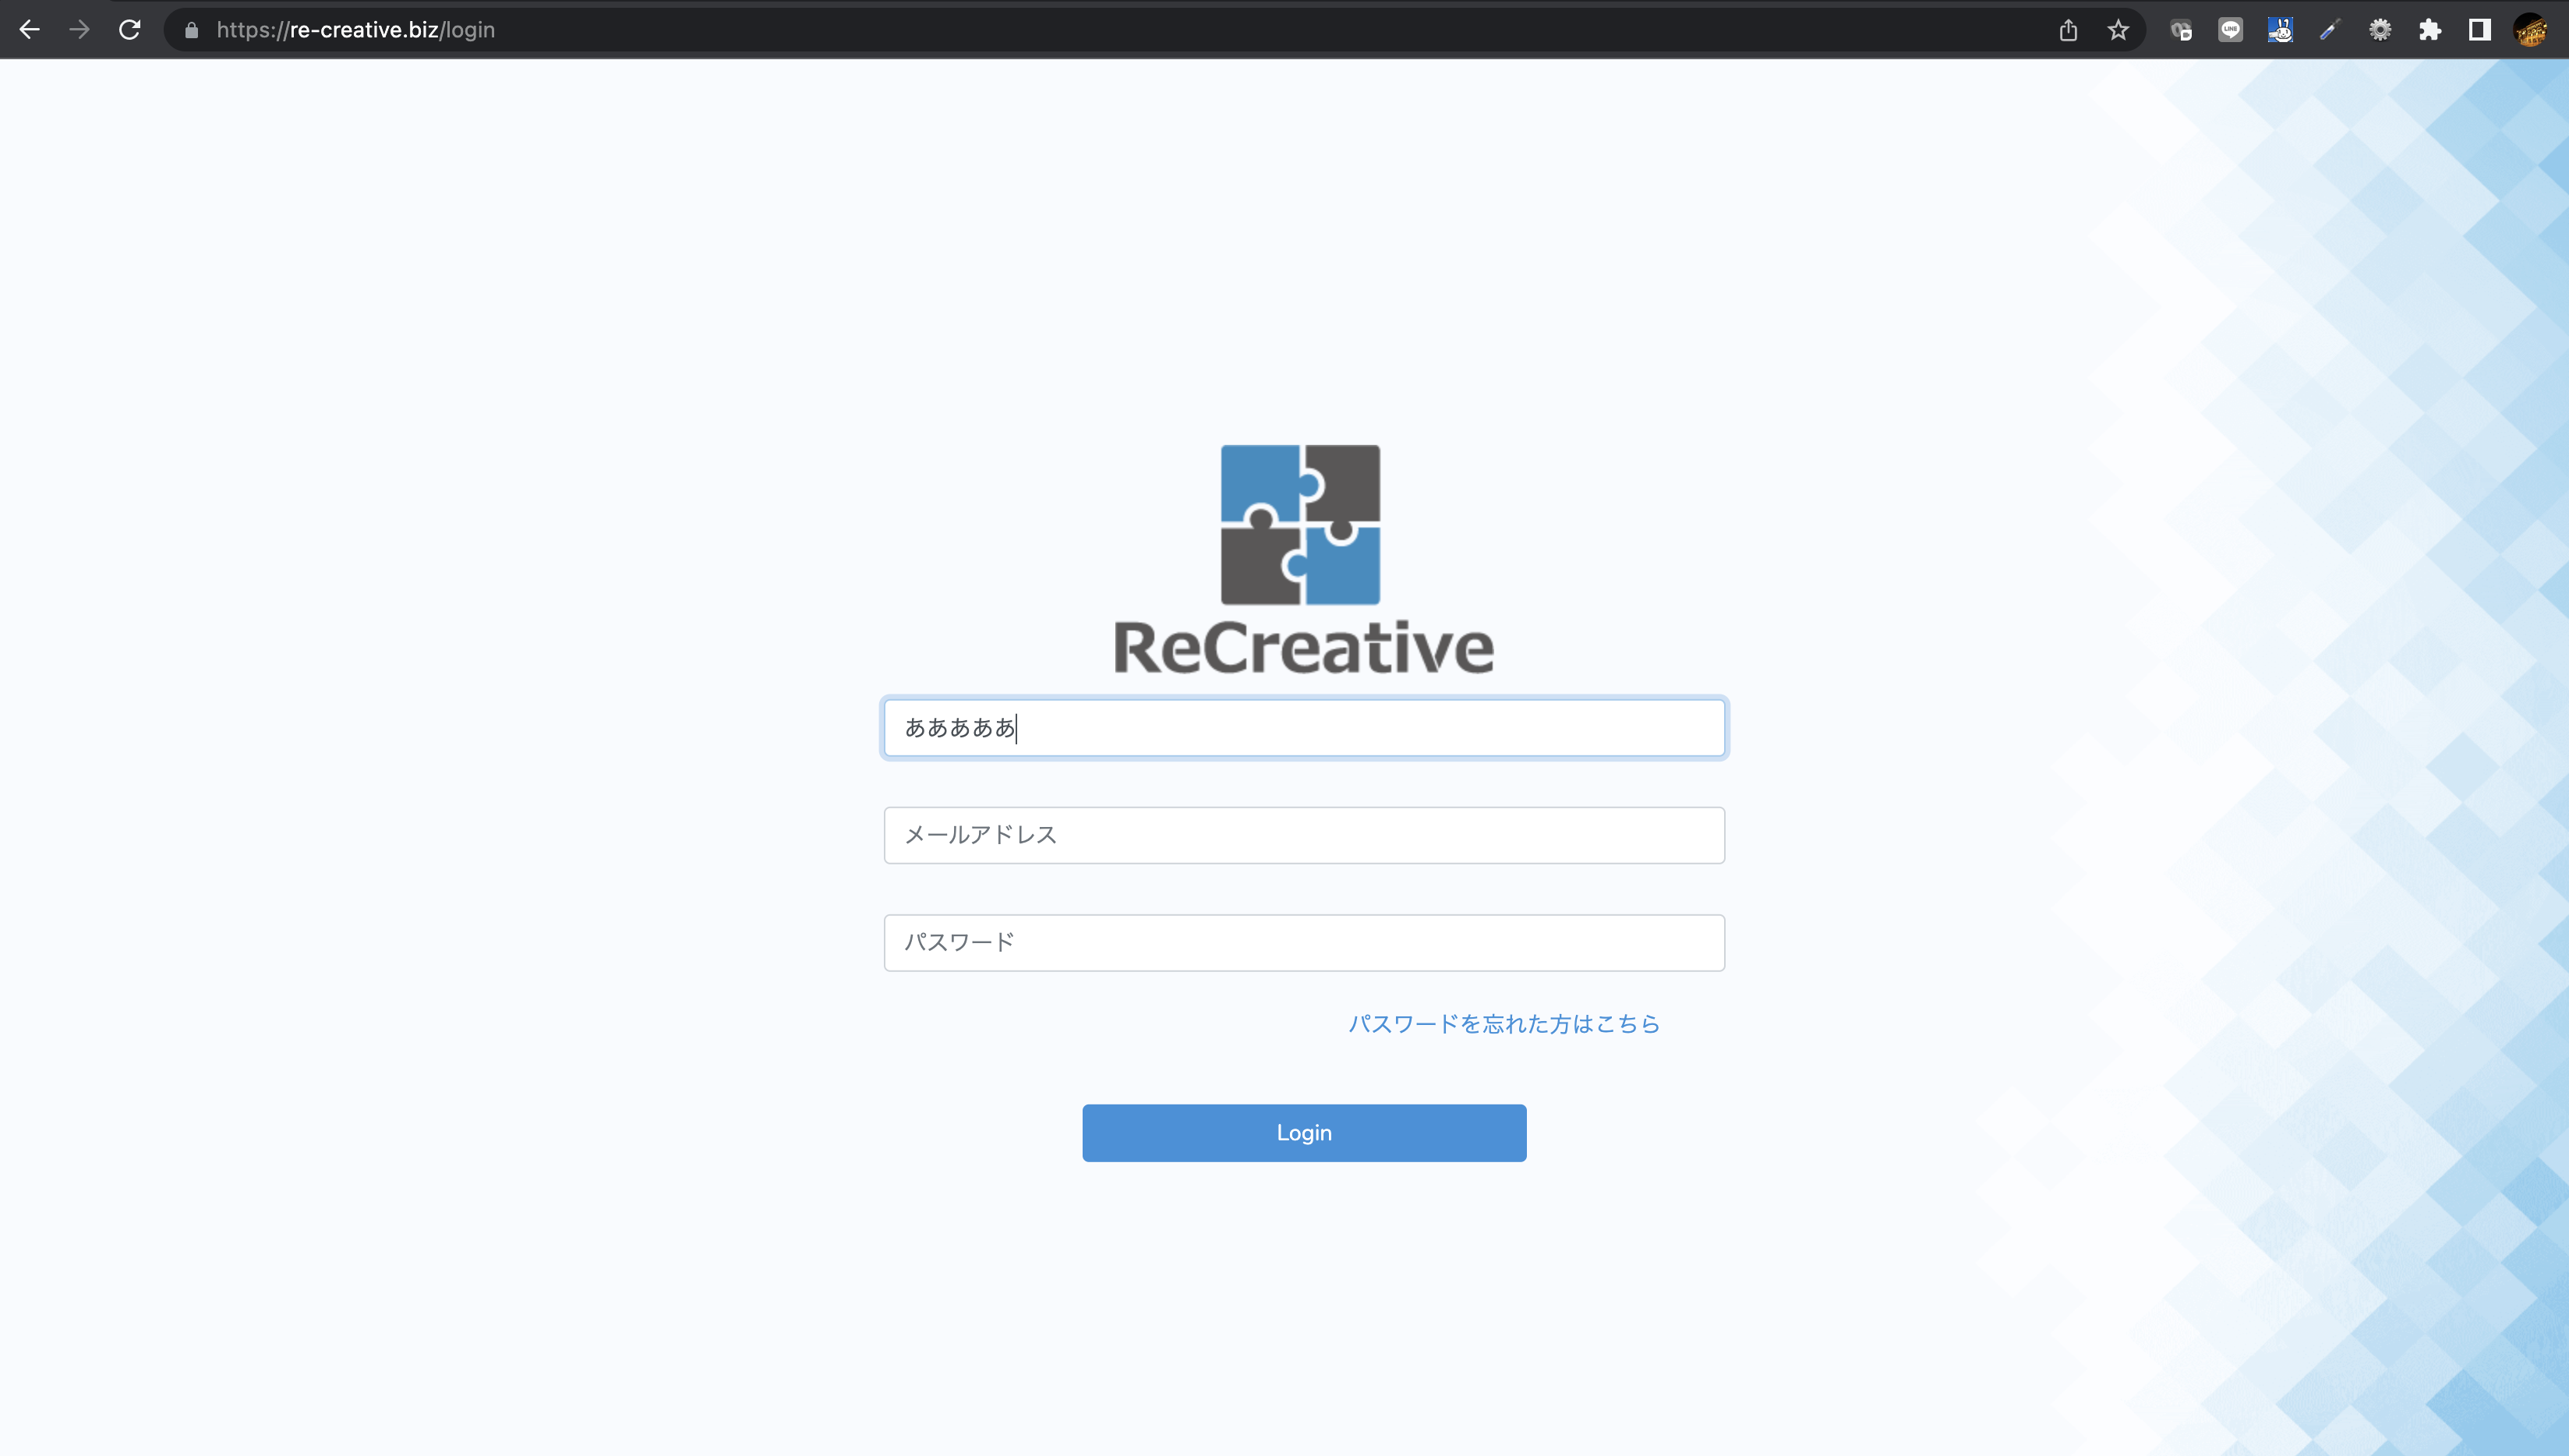 https://re-creative.biz/login
ReCreative
あああああ
メールアドレス
パスワード
パスワードを忘れた方はこちら
Login